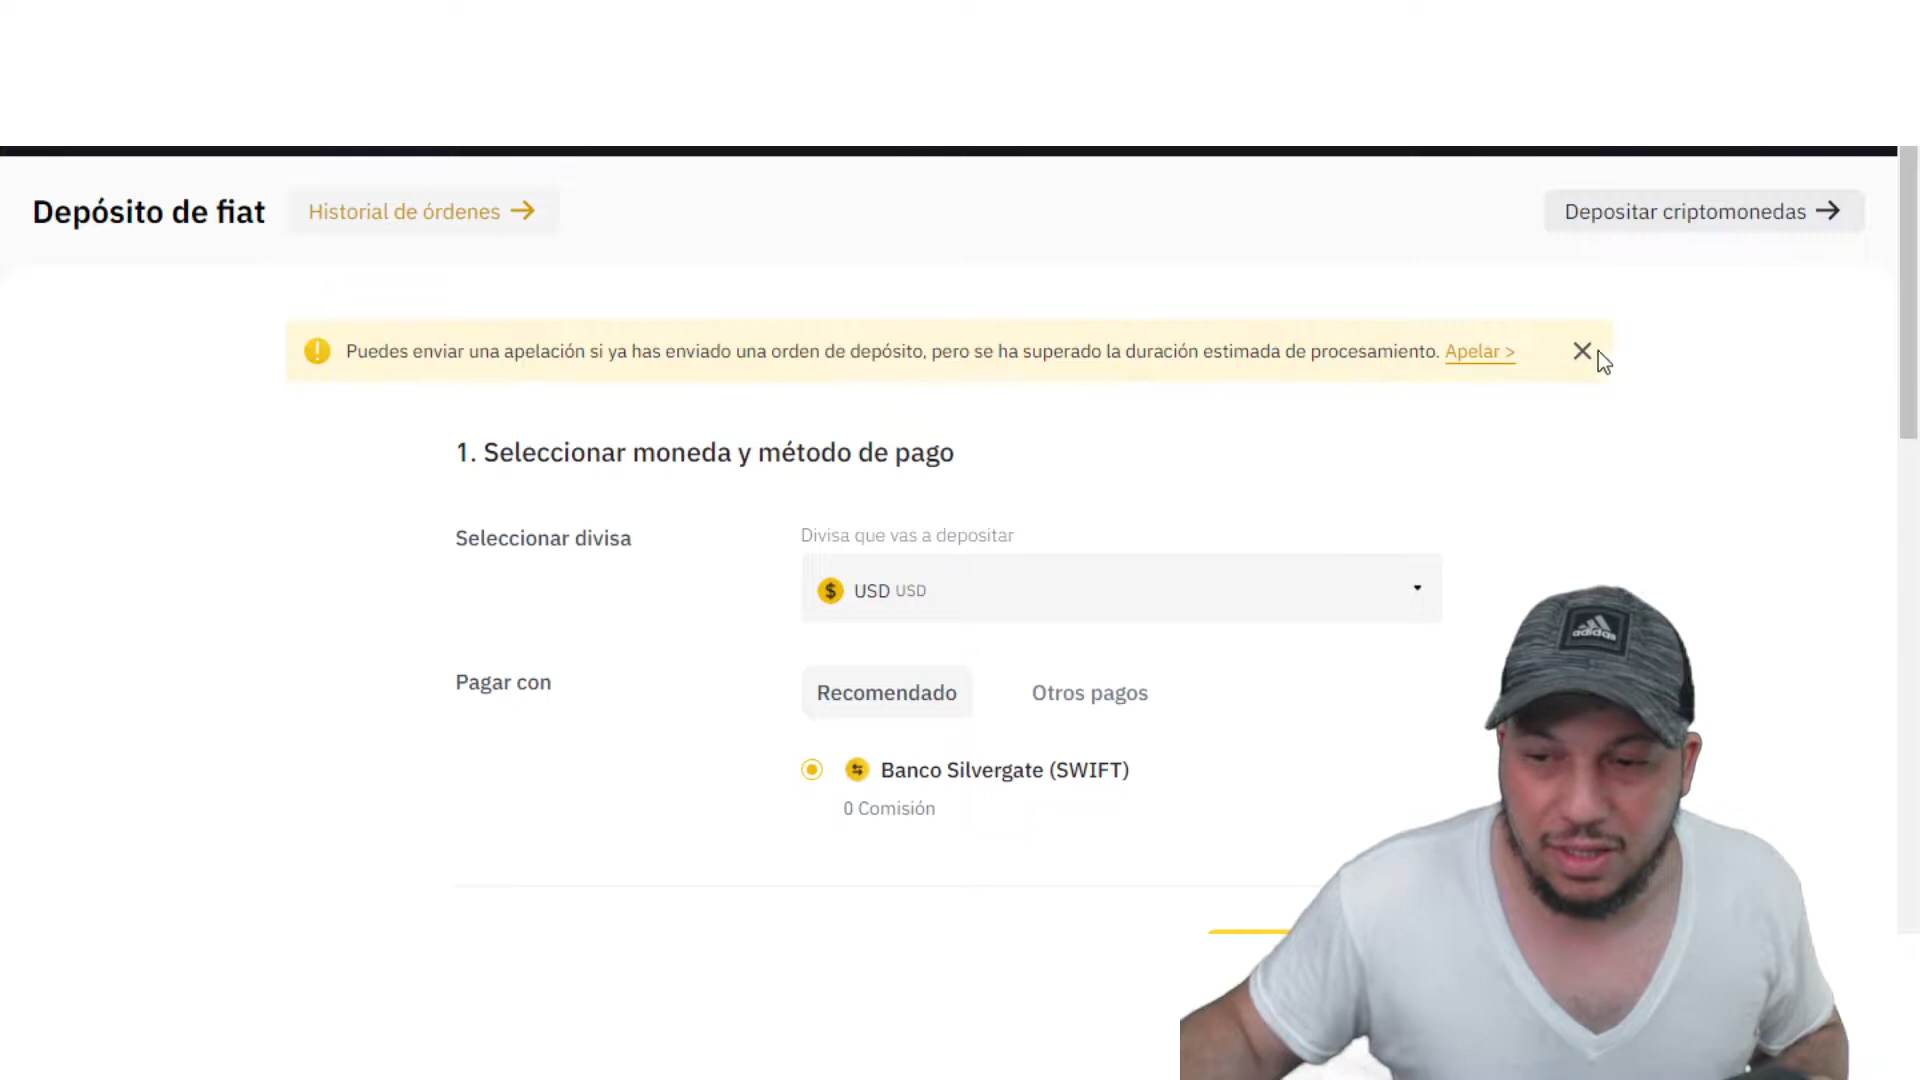 Depósito de fiat
Historial de órdenes
Depositar criptomonedas
Puedes enviar una apelación si ya has enviado una orden de depósito, pero se ha superado la duración estimada de procesamiento. Apelar >
1. Seleccionar moneda y método de pago
Seleccionar divisa
Divisa que vas a depositar
USD USD
Pagar con
Recomendado
Otros pagos
Banco Silvergate (SWIFT)
0 Comisión
adidas